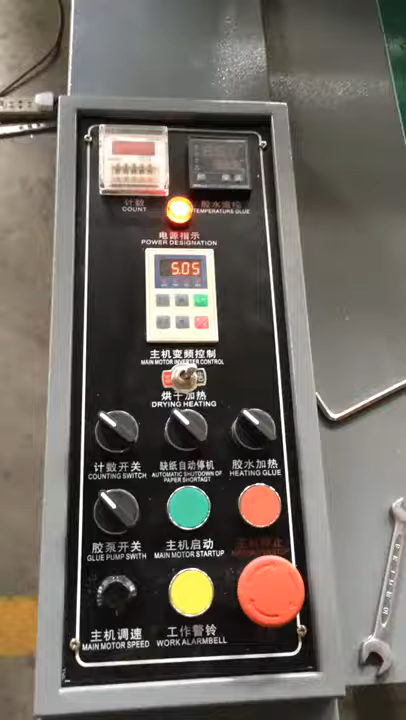 计数
COUNT
胶水温控
TEMPERATURE GLUE
电源指示
POWER DESIGNATION
5.05
主机变频控制
MAIN MOTOR INVERTER CONTROL
烘干加热
DRYING HEATING
计数开关
COUNTING SWITCH
缺纸自动停机
AUTOMATIC SHUTDOWN OF
PAPER SHORTAGT
胶水加热
HEATING GLUE
胶泵开关
GLUE PUMP SWITH
主机启动
MAIN MOTOR STARTUP
主机停止
主机调速
MAIN MOTOR SPEED
工作警铃
WORK ALARMBELL